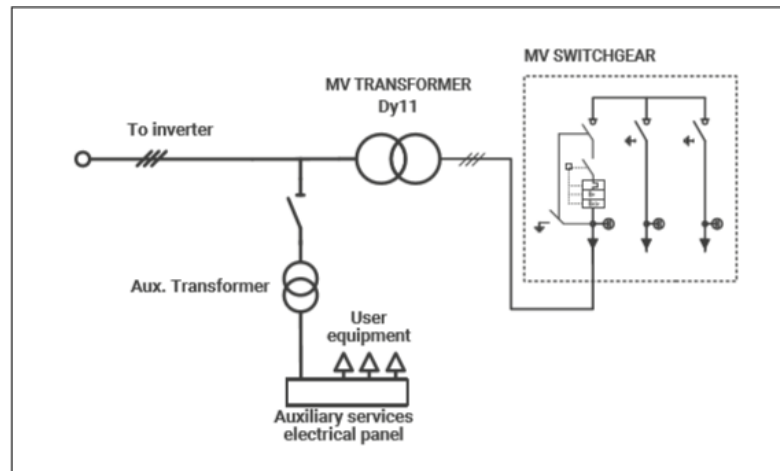 MV SWITCHGEAR
MV TRANSFORMER
Dy11
To inverter
Aux. Transformer
User
equipment
Auxiliary services
electrical panel